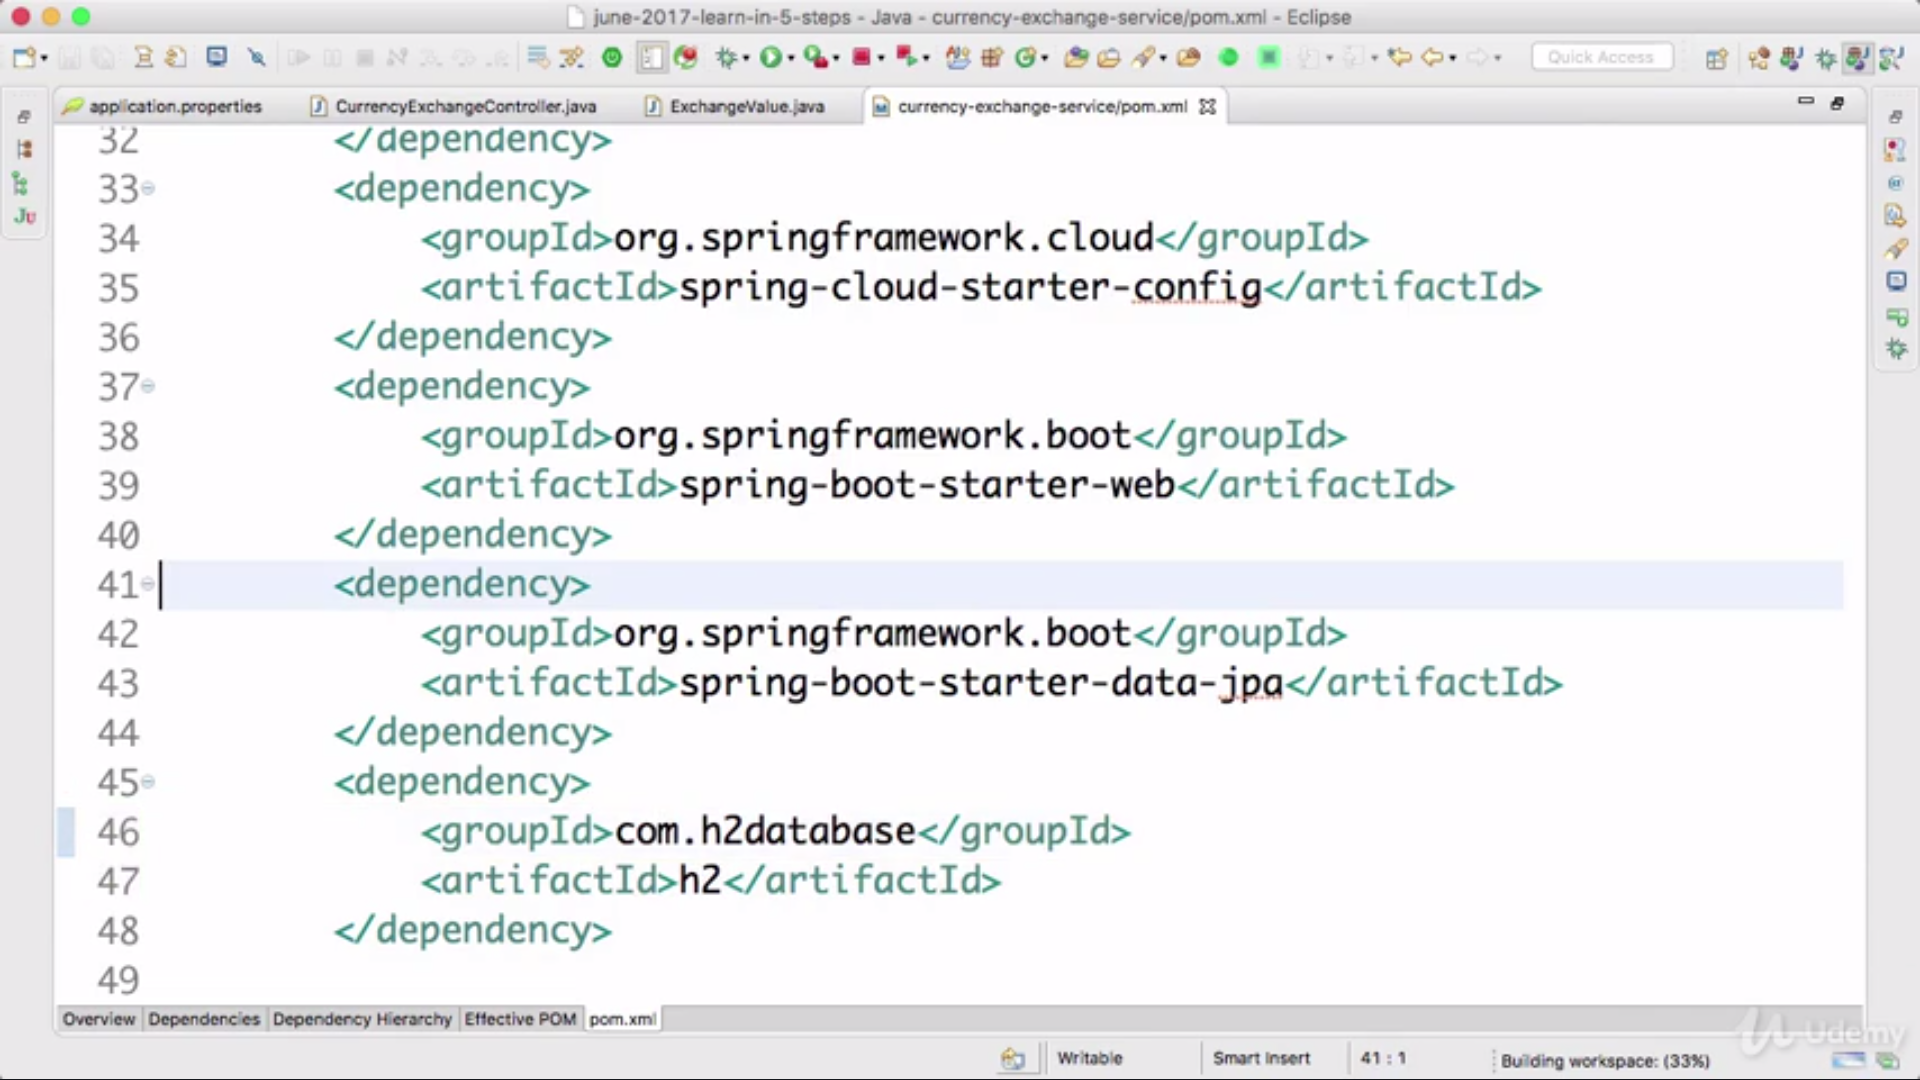 june-2017-learn-in-5-steps - Java - currency-exchange-service/pom.xml - Eclipse
Quick Access
application.properties CurrencyExchangeController.java ExchangeValue.java currency-exchange-service/pom.xml
Ju
32 </dependency>
33 <dependency>
34 <groupId>org.springframework.cloud</groupId>
35 <artifactId>spring-cloud-starter-config</artifactId>
36 </dependency>
37 <dependency>
38 <groupId>org.springframework.boot</groupId>
39 <artifactId>spring-boot-starter-web</artifactId>
40 </dependency>
41 <dependency>
42 <groupId>org.springframework.boot</groupId>
43 <artifactId>spring-boot-starter-data-jpa</artifactId>
44 </dependency>
45 <dependency>
46 <groupId>com.h2database</groupId>
47 <artifactId>h2</artifactId>
48 </dependency>
49
Overview Dependencies Dependency Hierarchy Effective POM pom.xml
Udemy
Writable Smart Insert 41 : 1 Building workspace: (33%)